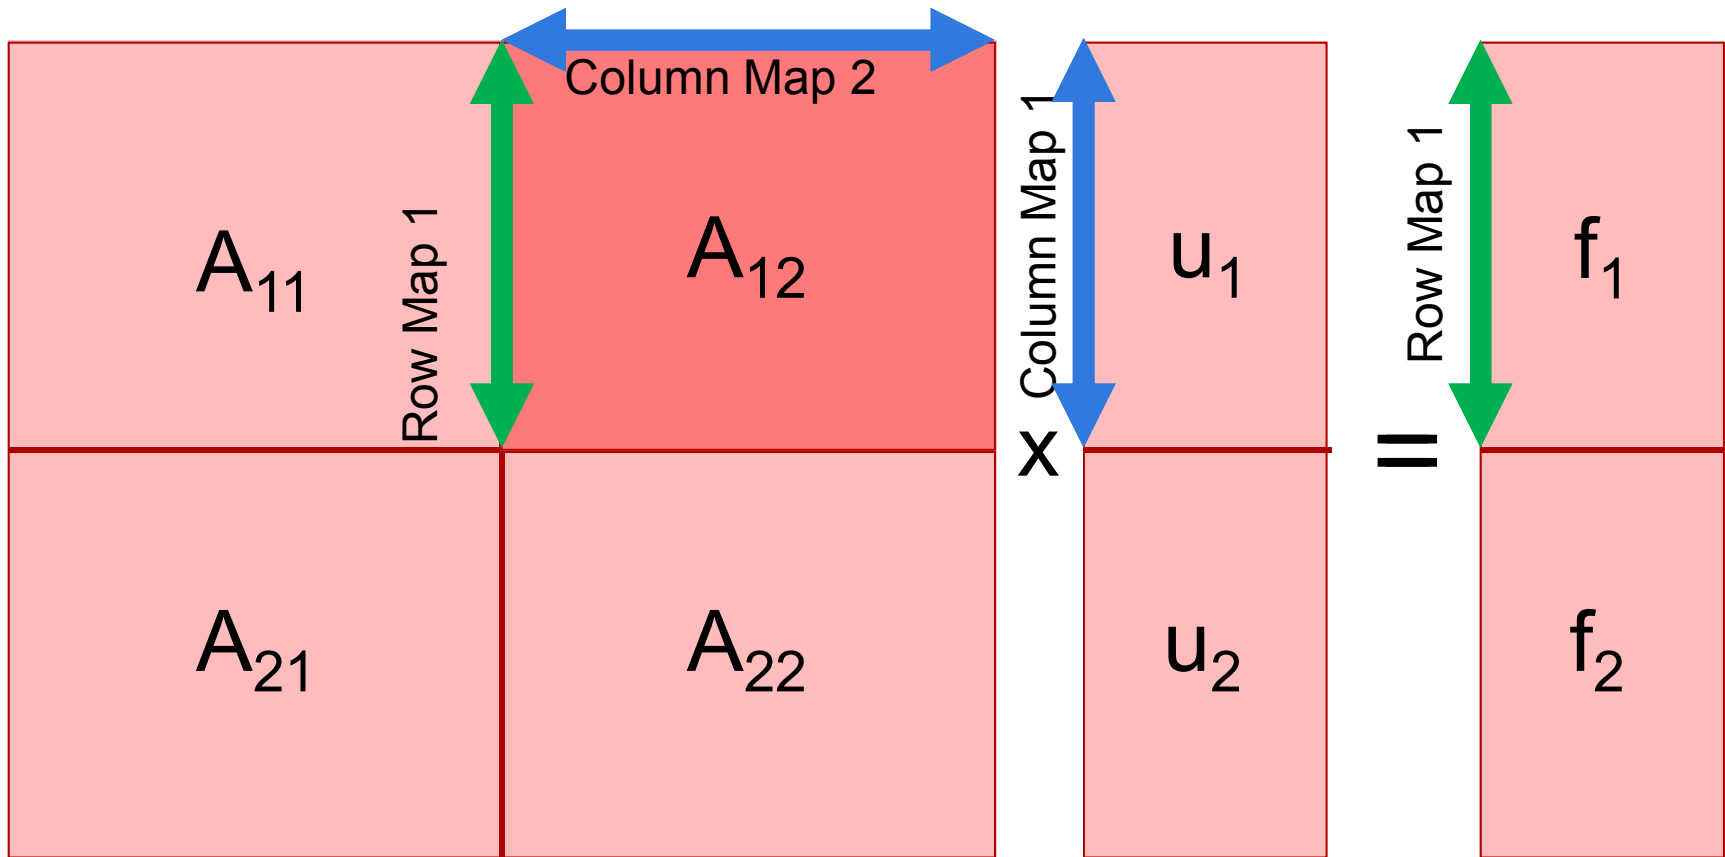 Column Map 2
Row Map 1
A11
A12
Column Map 1
u1
Row Map 1
f1
x
=
A21
A22
u2
f2